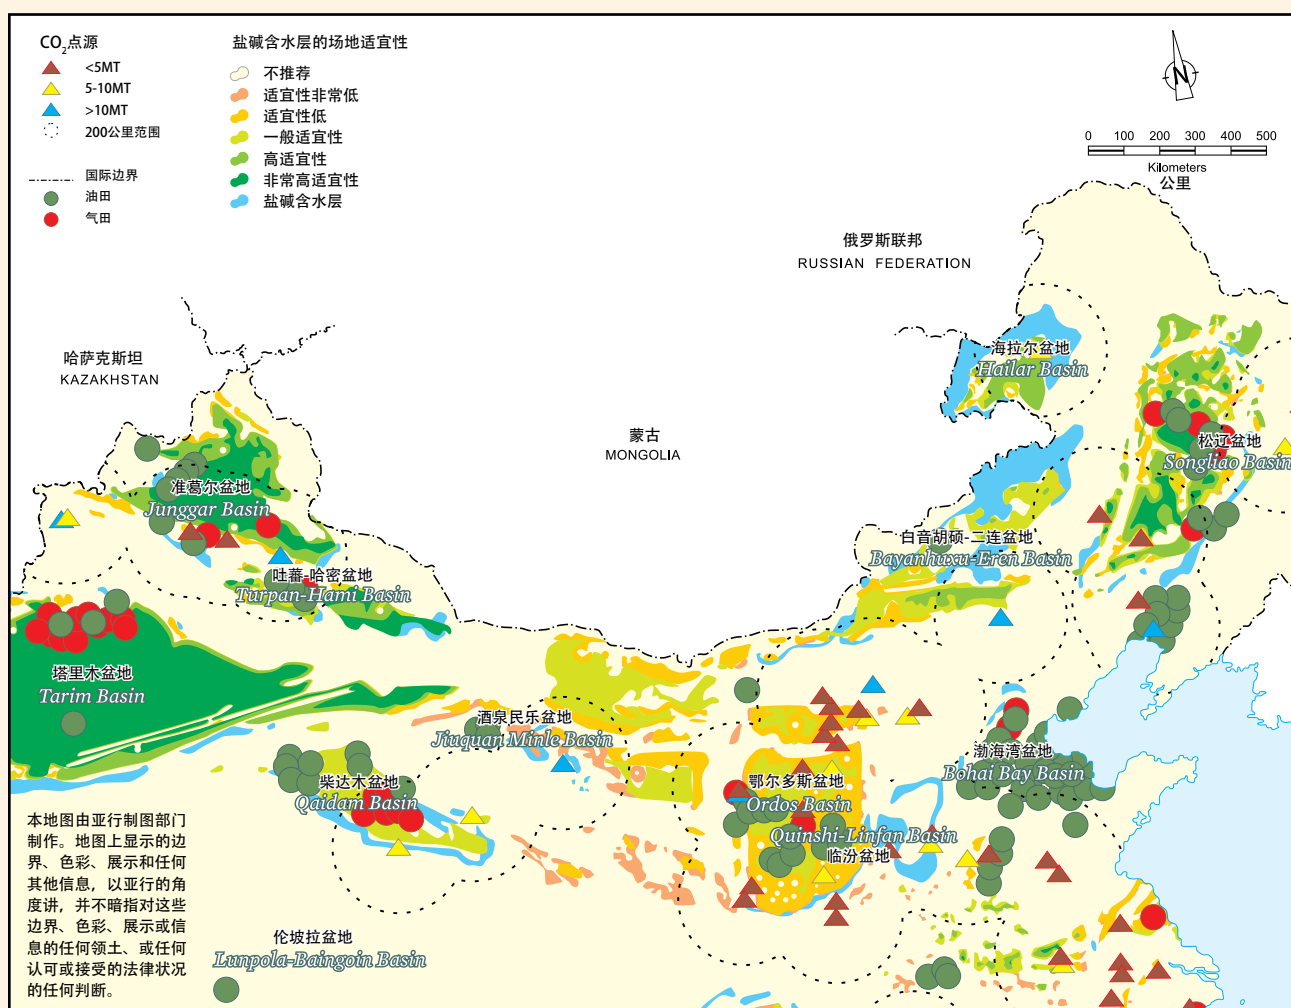 CO₂点源
<5MT
5-10MT
>10MT
200公里范围
国际边界
油田
气田
盐碱含水层的场地适宜性
不推荐
适宜性非常低
适宜性低
一般适宜性
高适宜性
非常高适宜性
盐碱含水层
N
0 100 200 300 400 500
Kilometers
公里
俄罗斯联邦
RUSSIAN FEDERATION
哈萨克斯坦
KAZAKHSTAN
蒙古
MONGOLIA
海拉尔盆地
Hailar Basin
松辽盆地
Songliao Basin
准葛尔盆地
Junggar Basin
白音胡硕-二连盆地
Bayanhuxu-Eren Basin
吐蕃-哈密盆地
Turpan-Hami Basin
塔里木盆地
Tarim Basin
酒泉民乐盆地
Jiuquan Minle Basin
渤海湾盆地
Bohai Bay Basin
柴达木盆地
Qaidam Basin
鄂尔多斯盆地
Ordos Basin
Quinshi-Linfan Basin
临汾盆地
伦坡拉盆地
Lunpola-Baingoin Basin
本地图由亚行制图部门
制作。地图上显示的边
界、色彩、展示和任何
其他信息，以亚行的角
度讲，并不暗指对这些
边界、色彩、展示或信
息的任何领土、或任何
认可或接受的法律状况
的任何判断。